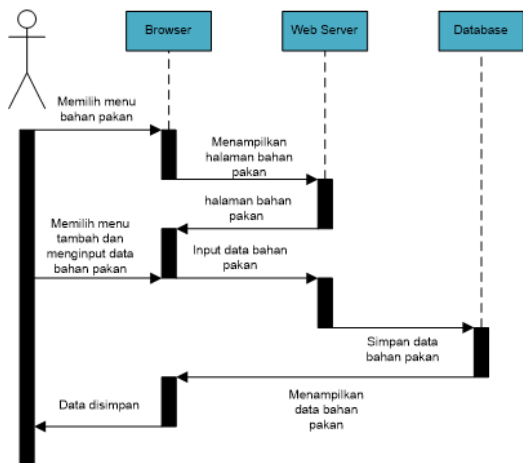 Browser
Web Server
Database
Memilih menu
bahan pakan
Menampilkan
halaman bahan
pakan
halaman bahan
pakan
Memilih menu
tambah dan
menginput data
bahan pakan
Input data bahan
pakan
Simpan data
bahan pakan
Menampilkan
data bahan
pakan
Data disimpan